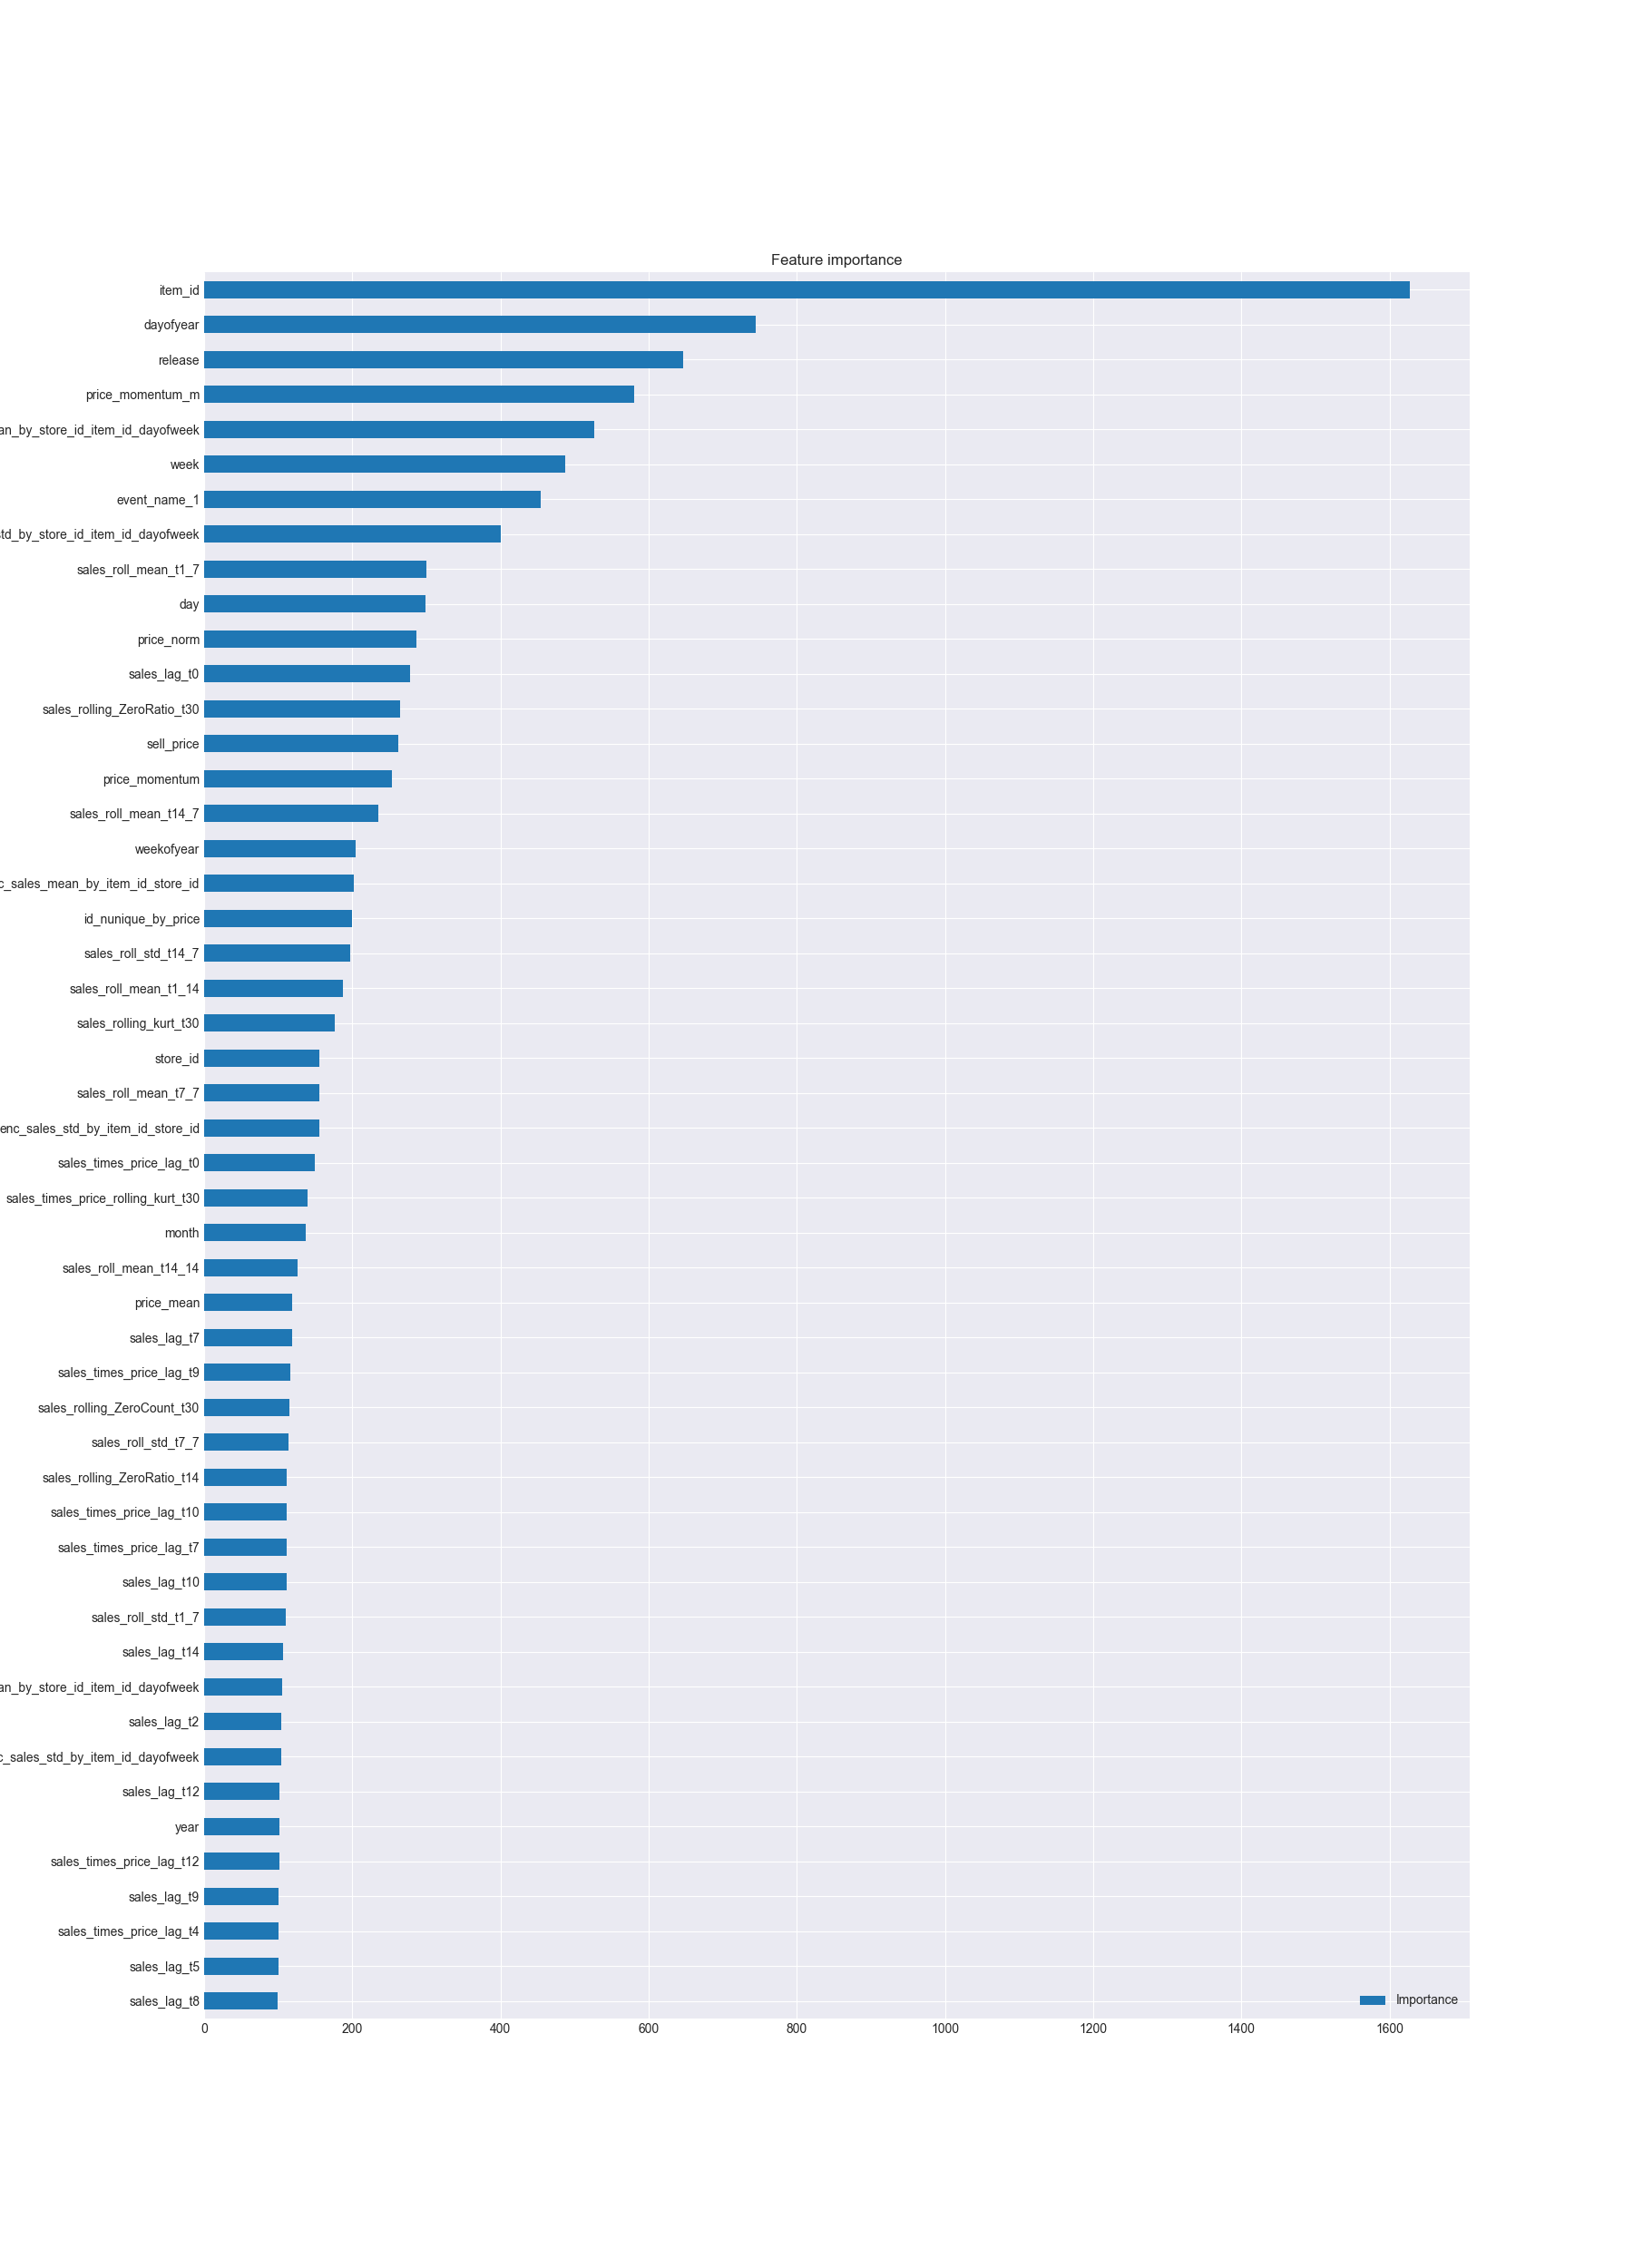 Feature importance
item_id
dayofyear
release
price_momentum_m
an_by_store_id_item_id_dayofweek
week
event_name_1
std_by_store_id_item_id_dayofweek
sales_roll_mean_t1_7
day
price_norm
sales_lag_t0
sales_rolling_ZeroRatio_t30
sell_price
price_momentum
sales_roll_mean_t14_7
weekofyear
c_sales_mean_by_item_id_store_id
id_nunique_by_price
sales_roll_std_t14_7
sales_roll_mean_t1_14
sales_rolling_kurt_t30
store_id
sales_roll_mean_t7_7
enc_sales_std_by_item_id_store_id
sales_times_price_lag_t0
sales_times_price_rolling_kurt_t30
month
sales_roll_mean_t14_14
price_mean
sales_lag_t7
sales_times_price_lag_t9
sales_rolling_ZeroCount_t30
sales_roll_std_t7_7
sales_rolling_ZeroRatio_t14
sales_times_price_lag_t10
sales_times_price_lag_t7
sales_lag_t10
sales_roll_std_t1_7
sales_lag_t14
an_by_store_id_item_id_dayofweek
sales_lag_t2
c_sales_std_by_item_id_dayofweek
sales_lag_t12
year
sales_times_price_lag_t12
sales_lag_t9
sales_times_price_lag_t4
sales_lag_t5
sales_lag_t8
Importance
0 200 400 600 800 1000 1200 1400 1600